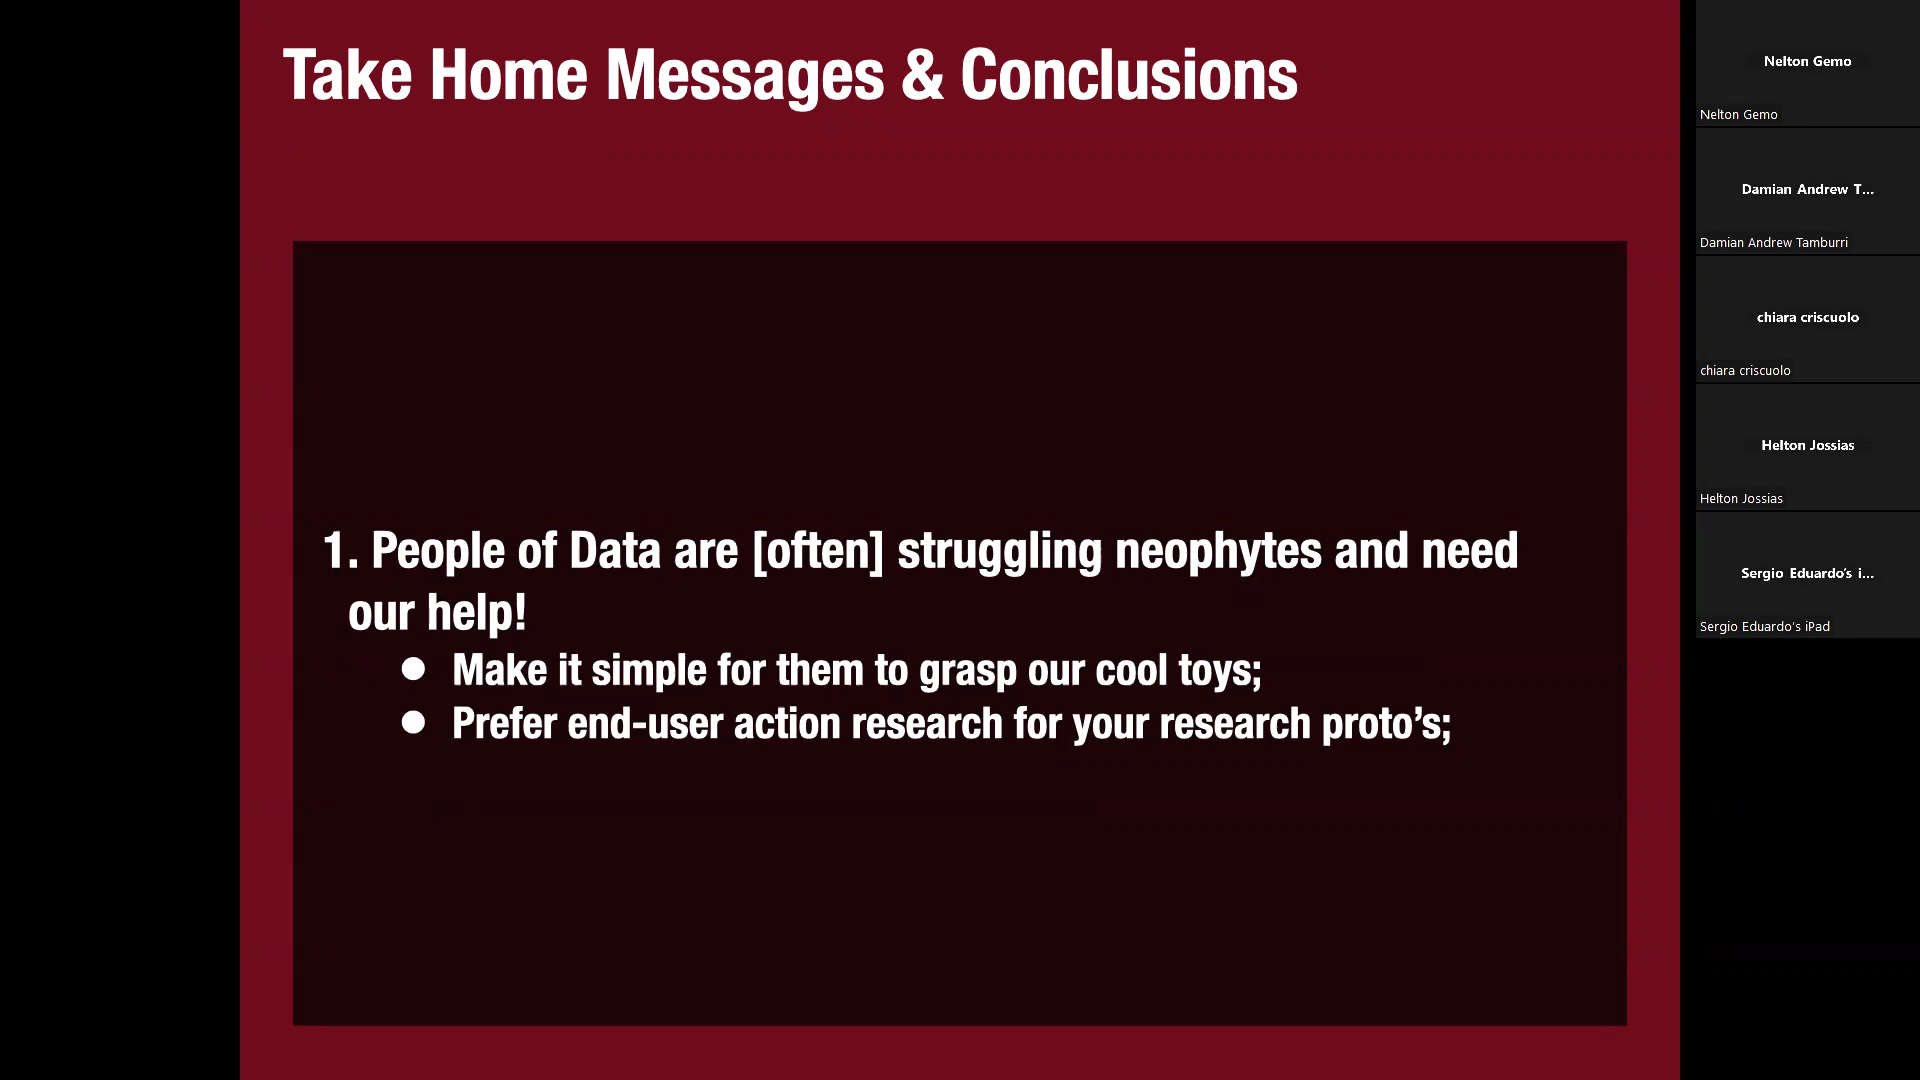 Take Home Messages & Conclusions
1. People of Data are [often] struggling neophytes and need
our help!
● Make it simple for them to grasp our cool toys;
● Prefer end-user action research for your research proto’s;
Nelton Gemo
Nelton Gemo
Damian Andrew T...
Damian Andrew Tamburri
chiara criscuolo
chiara criscuolo
Helton Jossias
Helton Jossias
Sergio Eduardo's i...
Sergio Eduardo's iPad